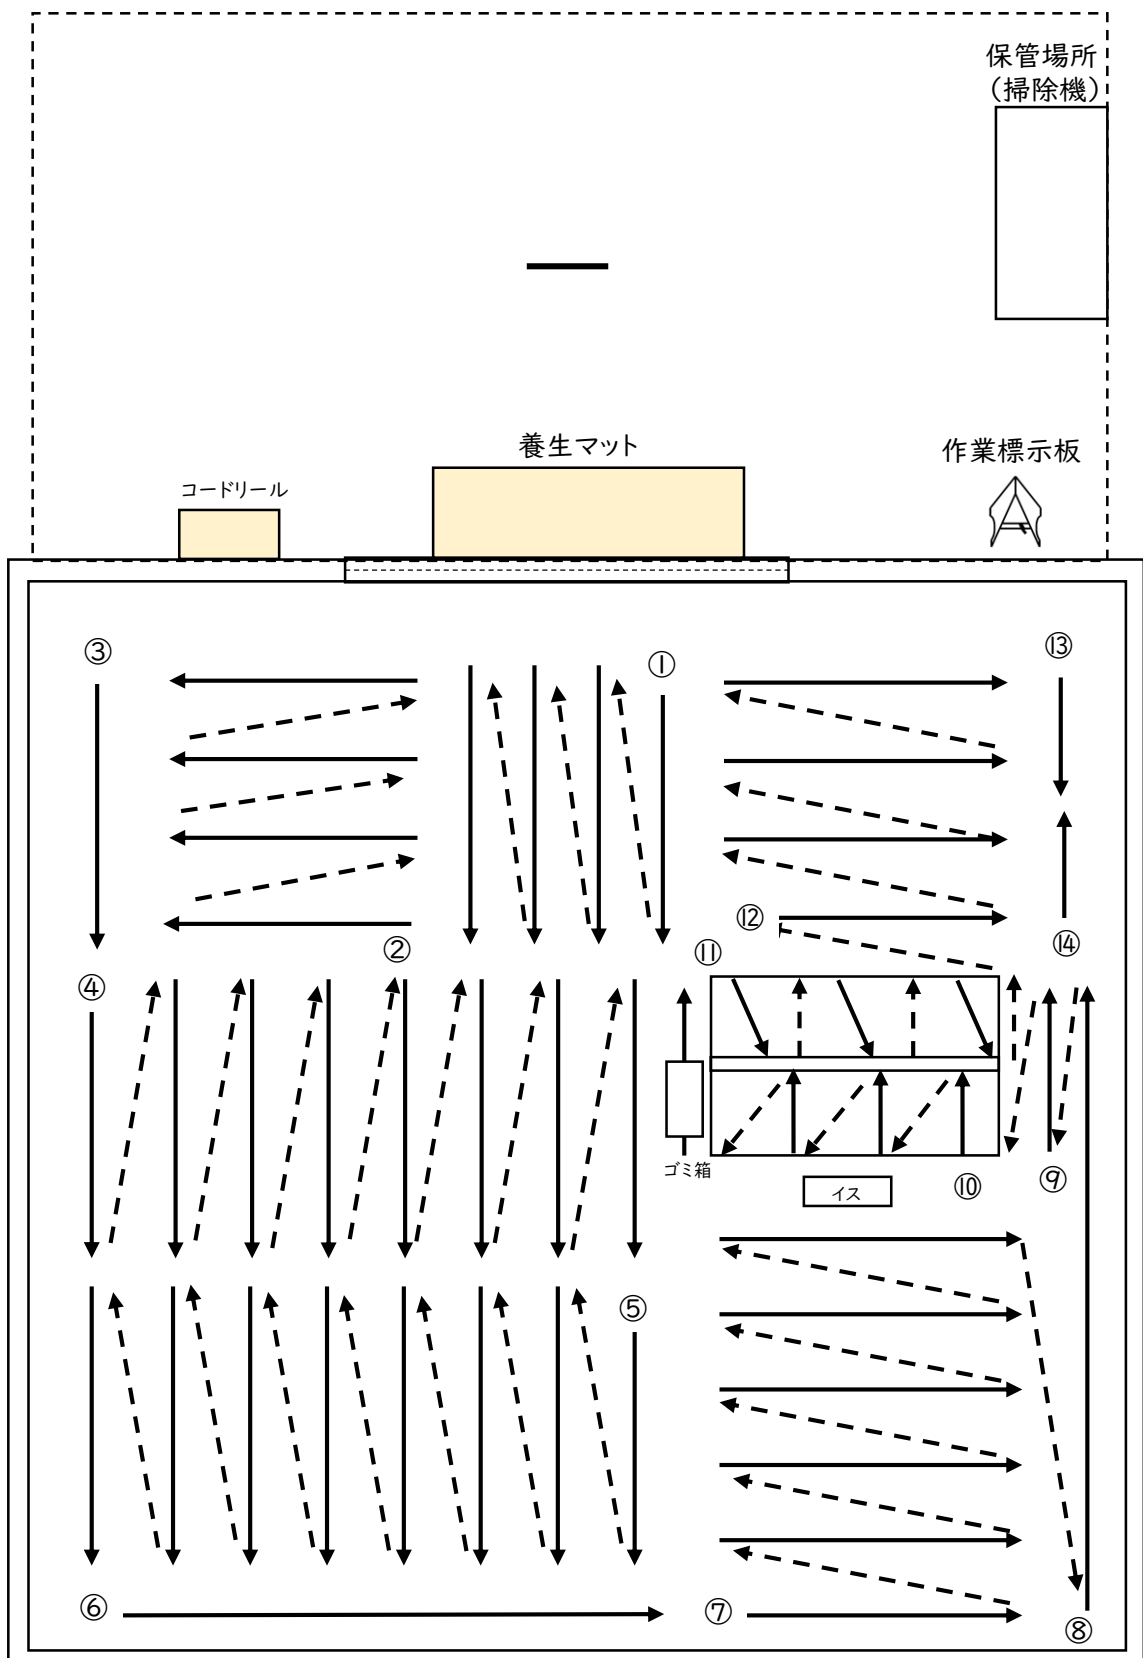 保管場所
（掃除機）
養生マット
作業標示板
コードリール
③
①
⑬
⑫
②
⑪
⑭
④
ゴミ箱
イス
⑩
⑨
⑤
⑥
⑦
⑧